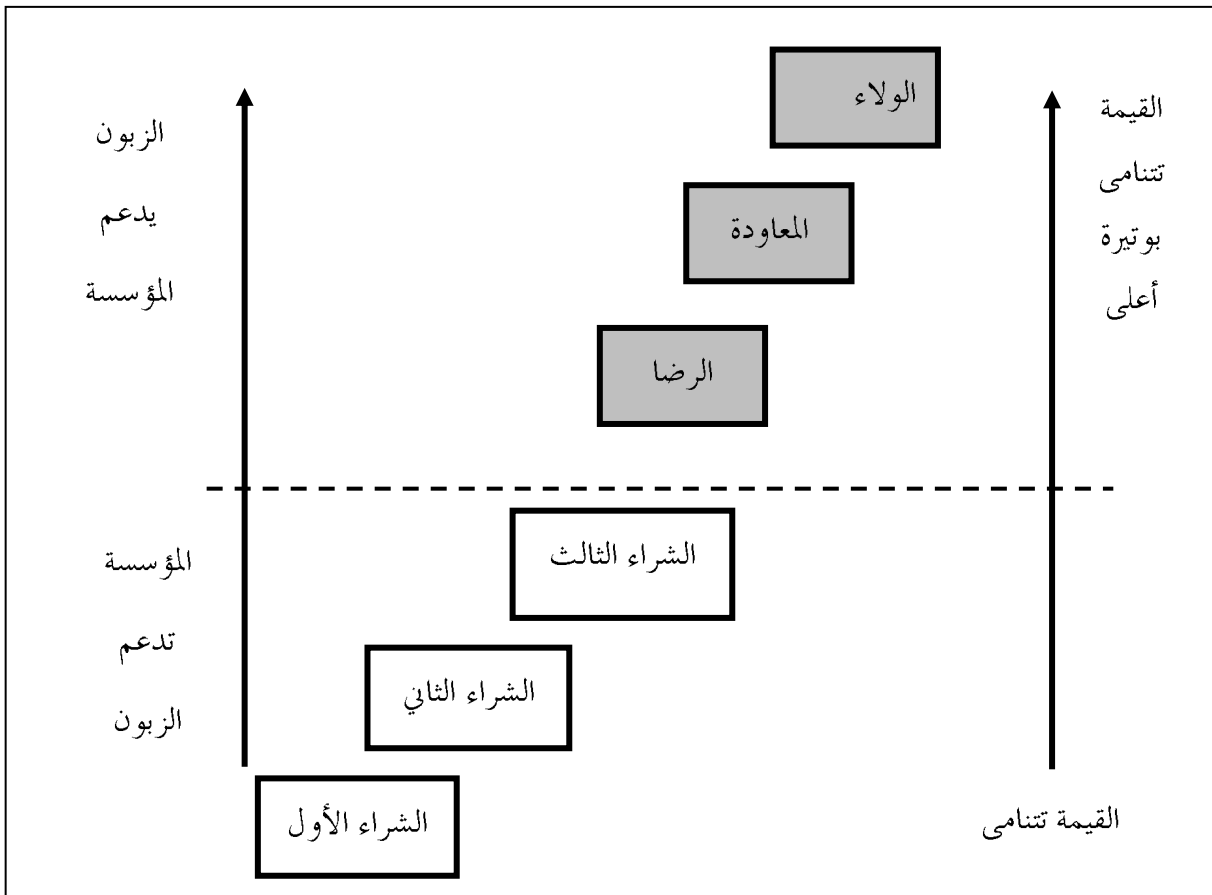 الولاء
القيمة
تتنامى
بوتيرة
أعلى
الزبون
يدعم
المؤسسة
المعاودة
الرضا
الشراء الثالث
المؤسسة
تدعم
الزبون
الشراء الثاني
الشراء الأول
القيمة تتنامى